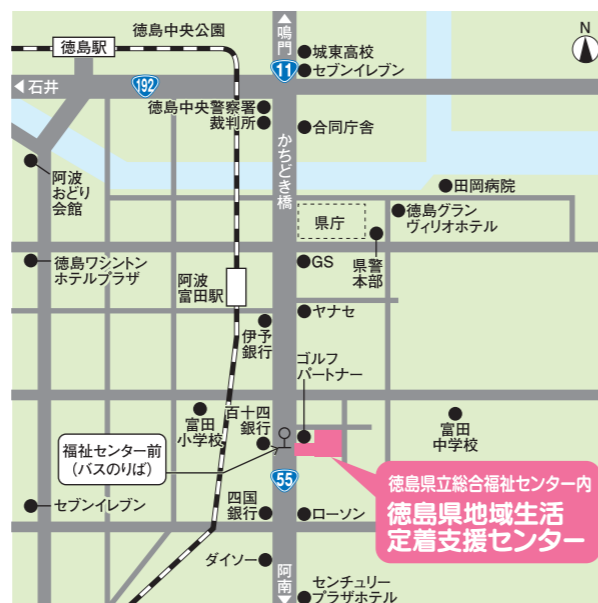 徳島中央公園
徳島駅
鳴門
N
城東高校
セブンイレブン
11
石井
192
徳島中央警察署
裁判所
合同庁舎
かちどき橋
阿波
おどり
会館
田岡病院
県庁
徳島グラン
ヴィリオホテル
県警
本部
徳島ワシントン
ホテルプラザ
阿波
富田駅
GS
ヤナセ
伊予
銀行
ゴルフ
パートナー
富田
小学校
百十四
銀行
富田
中学校
福祉センター前
(バスのりば)
55
徳島県立総合福祉センター内
徳島県地域生活
定着支援センター
セブンイレブン
四国
銀行
ローソン
ダイソー
阿南
センチュリー
プラザホテル